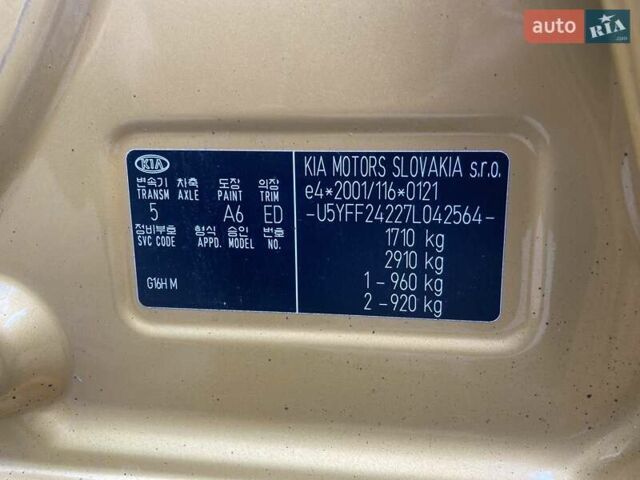 auto RIA .com
KIA
변속기 차축 도장 의장
TRANSM AXLE PAINT TRIM
5 A6 ED
정비부호 형식 승인 번호
SVC CODE APPD. MODEL NO.
G16H M
KIA MOTORS SLOVAKIA s.r.o.
e4*2001/116*0121
-U5YFF24227L042564-
1710 kg
2910 kg
1 - 960 kg
2 - 920 kg